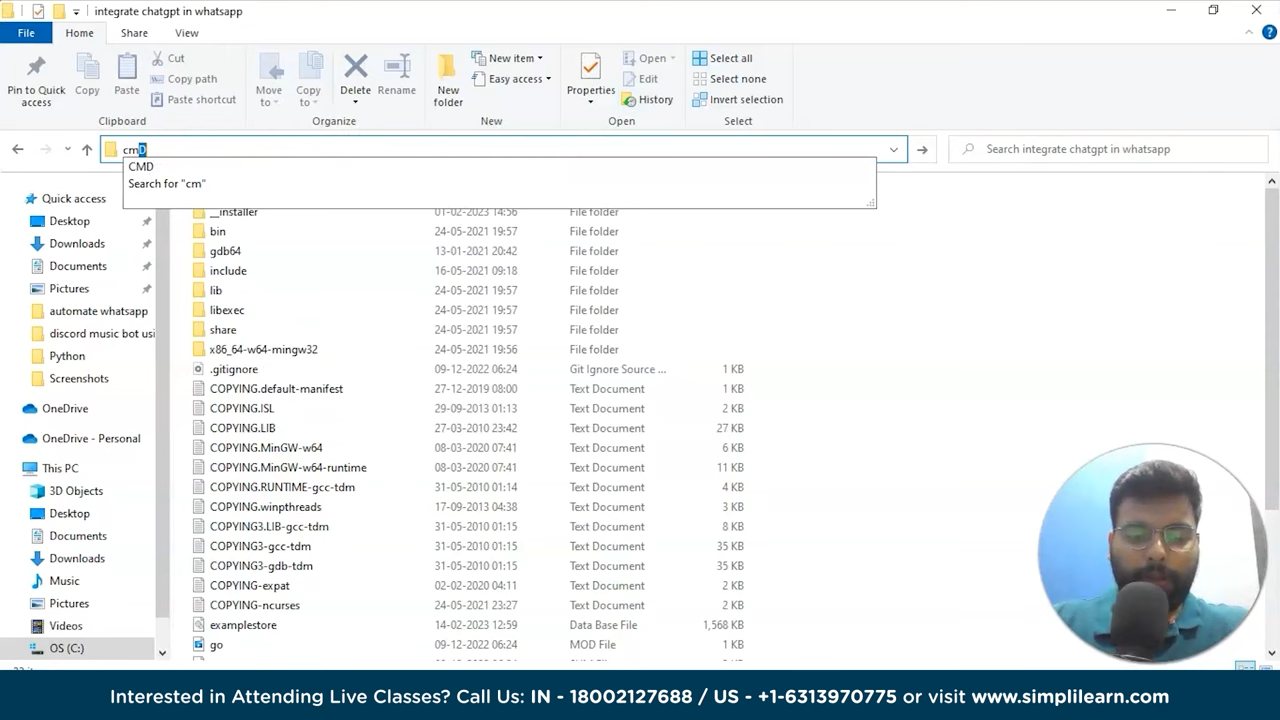 integrate chatgpt in whatsapp
File Home Share View
Pin to Quick access
Copy
Paste
Cut
Copy path
Paste shortcut
Clipboard
Move to
Copy to
Delete
Rename
Organize
New folder
New item
Easy access
New
Properties
Open
Edit
History
Open
Select all
Select none
Invert selection
Select
cmD
Search integrate chatgpt in whatsapp
CMD
Search for "cm"
Quick access
Desktop
Downloads
Documents
Pictures
automate whatsapp
discord music bot usi
Python
Screenshots
OneDrive
OneDrive - Personal
This PC
3D Objects
Desktop
Documents
Downloads
Music
Pictures
Videos
OS (C:)
__installer 01-02-2023 14:56 File folder
bin 24-05-2021 19:57 File folder
gdb64 13-01-2021 20:42 File folder
include 16-05-2021 09:18 File folder
lib 24-05-2021 19:57 File folder
libexec 24-05-2021 19:57 File folder
share 24-05-2021 19:57 File folder
x86_64-w64-mingw32 24-05-2021 19:56 File folder
.gitignore 09-12-2022 06:24 Git Ignore Source ... 1 KB
COPYING.default-manifest 27-12-2019 08:00 Text Document 1 KB
COPYING.ISL 29-09-2013 01:13 Text Document 2 KB
COPYING.LIB 27-03-2010 23:42 Text Document 27 KB
COPYING.MinGW-w64 08-03-2020 07:41 Text Document 6 KB
COPYING.MinGW-w64-runtime 08-03-2020 07:41 Text Document 11 KB
COPYING.RUNTIME-gcc-tdm 31-05-2010 01:14 Text Document 4 KB
COPYING.winpthreads 17-09-2013 04:38 Text Document 3 KB
COPYING3.LIB-gcc-tdm 31-05-2010 01:15 Text Document 8 KB
COPYING3-gcc-tdm 31-05-2010 01:15 Text Document 35 KB
COPYING3-gdb-tdm 31-05-2010 01:15 Text Document 35 KB
COPYING-expat 02-02-2020 04:11 Text Document 2 KB
COPYING-ncurses 24-05-2021 23:27 Text Document 2 KB
examplestore 14-02-2023 12:59 Data Base File 1,568 KB
go 09-12-2022 06:24 MOD File 1 KB
Interested in Attending Live Classes? Call Us: IN - 18002127688 / US - +1-6313970775 or visit www.simplilearn.com